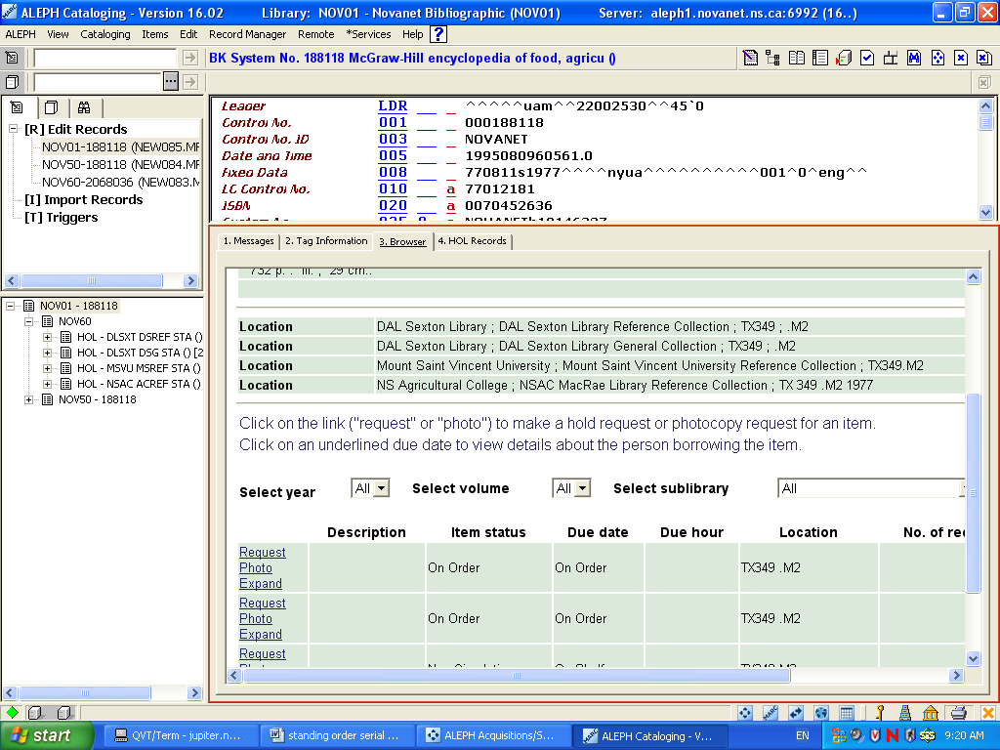 ALEPH Cataloging - Version 16.02 Library: NOV01 - Novanet Bibliographic (NOV01) Server: aleph1.novanet.ns.ca:6992 (16..)
ALEPH View Cataloging Items Edit Record Manager Remote *Services Help ?
BK System No. 188118 McGraw-Hill encyclopedia of food, agricu ()
[R] Edit Records
NOV01-188118 (NEW085.MF
NOV50-188118 (NEW084.MF
NOV60-2068036 (NEW083.M
[I] Import Records
[T] Triggers
Leader LDR __ _ ^^^^^uam^^22002530^^45`0
Control No. 001 __ _ 000188118
Control No. ID 003 __ _ NOVANET
Date and Time 005 __ _ 1995080960561.0
Fixed Data 008 __ _ 770811s1977^^^^nyua^^^^^^^^^^001^0^eng^^
LC Control No. 010 __ a 77012181
ISBN 020 __ a 0070452636
NOV01 - 188118
NOV60
HOL - DLSXT DSREF STA ()
HOL - DLSXT DSG STA () [2
HOL - MSVU MSREF STA ()
HOL - NSAC ACREF STA ()
NOV50 - 188118
1. Messages 2. Tag Information 3. Browser 4. HOL Records
732 p. : ill. ; 29 cm..
Location DAL Sexton Library ; DAL Sexton Library Reference Collection ; TX349 ; .M2
Location DAL Sexton Library ; DAL Sexton Library General Collection ; TX349 ; .M2
Location Mount Saint Vincent University ; Mount Saint Vincent University Reference Collection ; TX349.M2
Location NS Agricultural College ; NSAC MacRae Library Reference Collection ; TX 349 .M2 1977
Click on the link ("request" or "photo") to make a hold request or photocopy request for an item.
Click on an underlined due date to view details about the person borrowing the item.
Select year All Select volume All Select sublibrary All
Description Item status Due date Due hour Location No. of rec
Request
Photo On Order On Order TX349 .M2
Expand
Request
Photo On Order On Order TX349 .M2
Expand
Request
start QVT/Term - jupiter.n... standing order serial ... ALEPH Acquisitions/S... ALEPH Cataloging - V... EN 9:20 AM